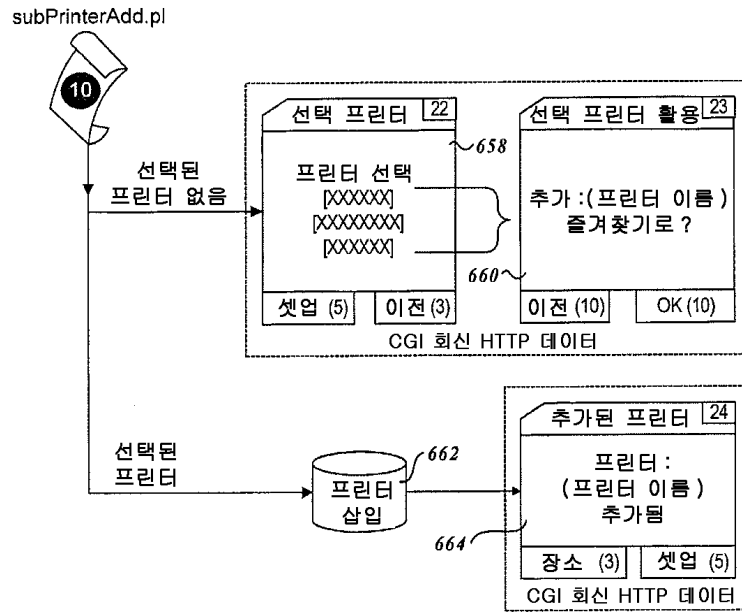 subPrinterAdd.pl
10
선택된
프린터 없음
선택 프린터 22
658
프린터 선택
[XXXXXX]
[XXXXXXXX]
[XXXXXX]
셋업 (5) 이전 (3)
선택 프린터 활용 23
추가 :(프린터 이름)
즐겨찾기로 ?
660
이전 (10) OK (10)
CGI 회신 HTTP 데이터
선택된
프린터
662
프린터
삽입
추가된 프린터 24
프린터 :
(프린터 이름)
추가됨
664
장소 (3) 셋업 (5)
CGI 회신 HTTP 데이터